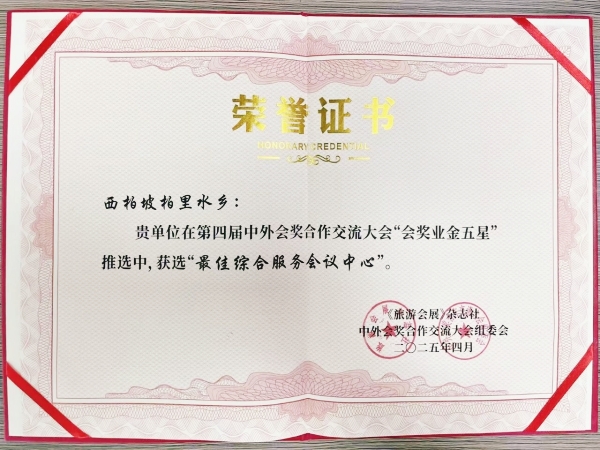 荣誉证书
HONORARY CREDENTIAL
西柏坡柏里水乡：
贵单位在第四届中外会奖合作交流大会“会奖业金五星”
推选中，获选“最佳综合服务会议中心”。
《旅游会展》杂志社
中外会奖合作交流大会组委会
二〇二五年四月